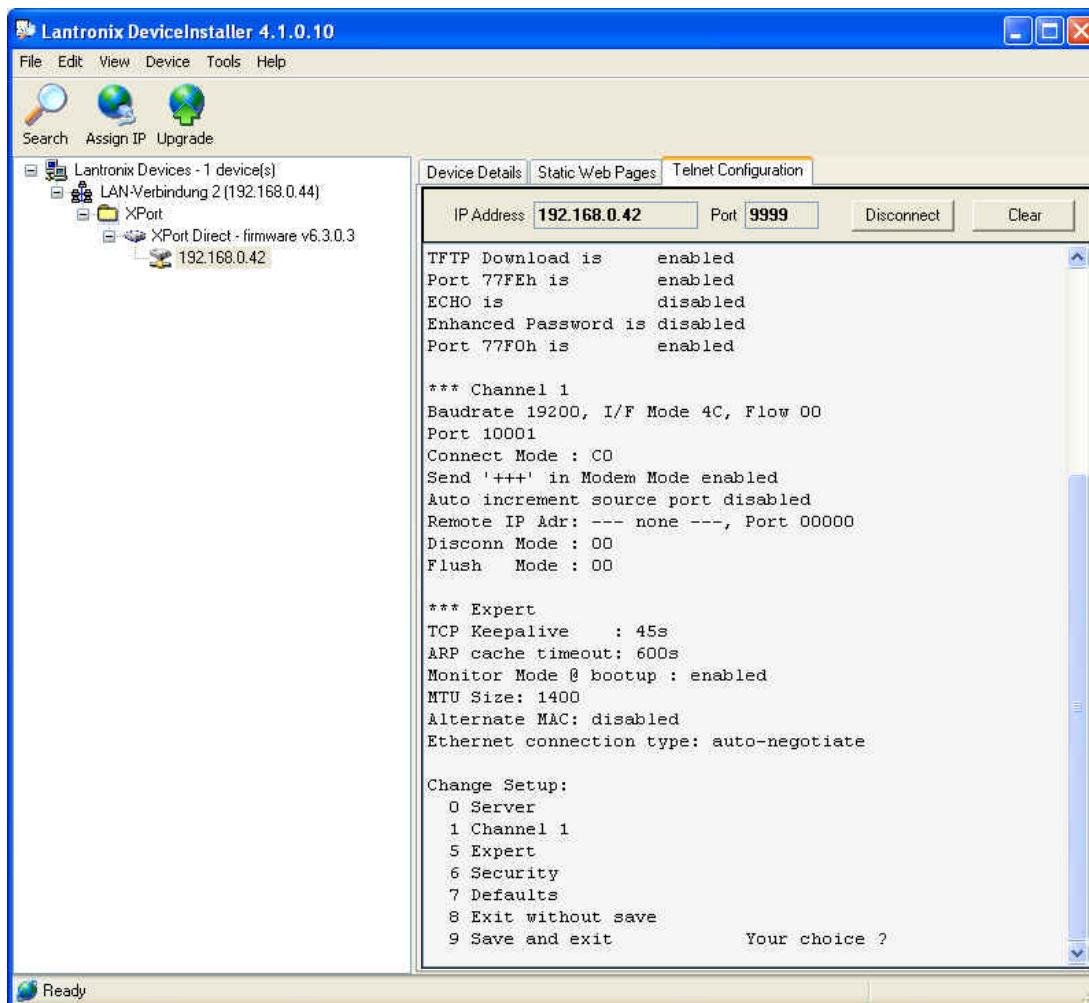 Lantronix DeviceInstaller 4.1.0.10
File Edit View Device Tools Help
Search Assign IP Upgrade
Lantronix Devices - 1 device(s)
LAN-Verbindung 2 (192.168.0.44)
XPort
XPort Direct - firmware v6.3.0.3
192.168.0.42
Device Details Static Web Pages Telnet Configuration
IP Address 192.168.0.42 Port 9999 Disconnect Clear
TFTP Download is enabled
Port 77FEh is enabled
ECHO is disabled
Enhanced Password is disabled
Port 77F0h is enabled
*** Channel 1
Baudrate 19200, I/F Mode 4C, Flow 00
Port 10001
Connect Mode : C0
Send '+++' in Modem Mode enabled
Auto increment source port disabled
Remote IP Adr: --- none ---, Port 00000
Disconn Mode : 00
Flush Mode : 00
*** Expert
TCP Keepalive : 45s
ARP cache timeout: 600s
Monitor Mode @ bootup : enabled
MTU Size: 1400
Alternate MAC: disabled
Ethernet connection type: auto-negotiate
Change Setup:
0 Server
1 Channel 1
5 Expert
6 Security
7 Defaults
8 Exit without save
9 Save and exit Your choice ?
Ready